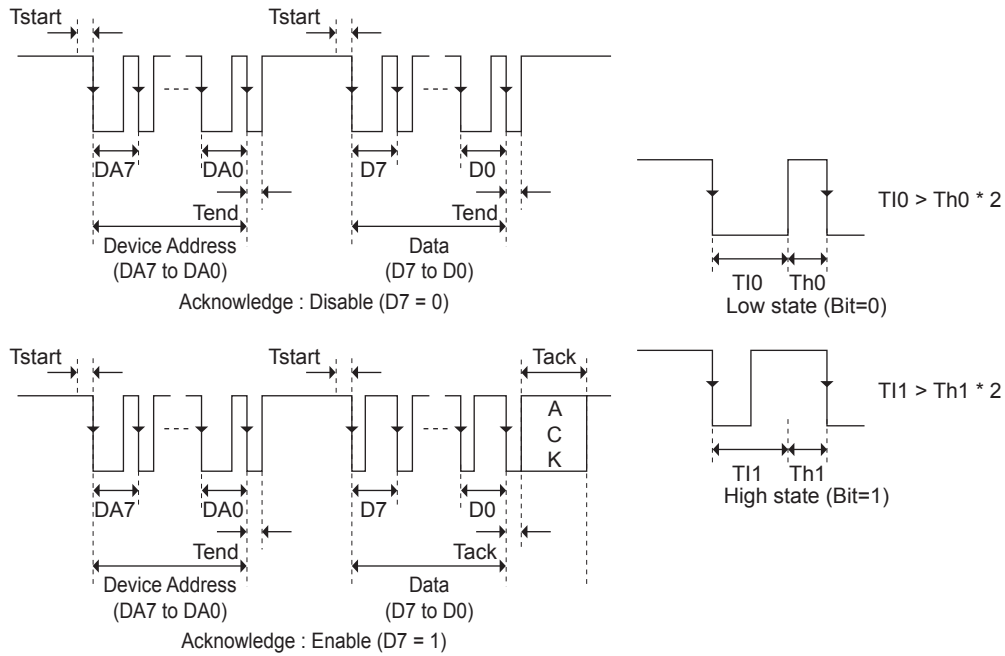 Tstart
Tstart
DA7
DA0
D7
D0
Tend
Tend
Device Address
(DA7 to DA0)
Data
(D7 to D0)
Acknowledge : Disable (D7 = 0)
TI0 > Th0 * 2
TI0
Th0
Low state (Bit=0)
Tstart
Tstart
Tack
A
C
K
DA7
DA0
D7
D0
Tend
Tack
Device Address
(DA7 to DA0)
Data
(D7 to D0)
Acknowledge : Enable (D7 = 1)
TI1 > Th1 * 2
TI1
Th1
High state (Bit=1)